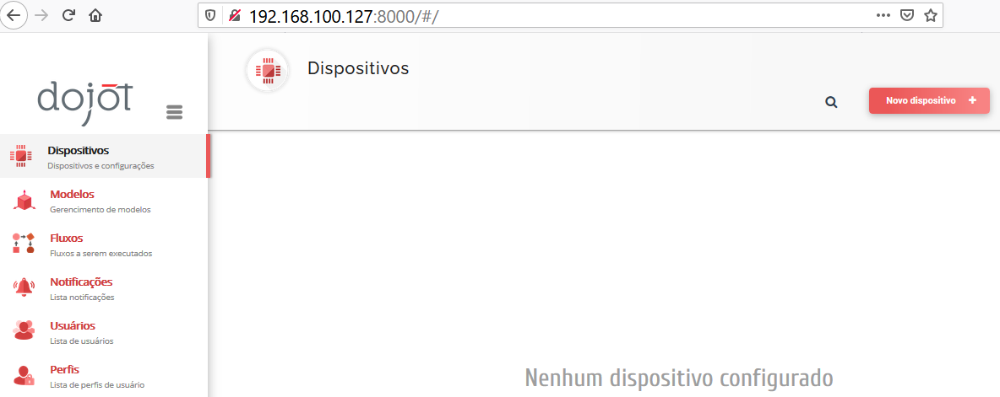 192.168.100.127:8000/#/
dojot
Dispositivos
Novo dispositivo +
Dispositivos
Dispositivos e configurações
Modelos
Gerencimento de modelos
Fluxos
Fluxos a serem executados
Notificações
Lista notificações
Usuários
Lista de usuários
Perfis
Lista de perfis de usuário
Nenhum dispositivo configurado